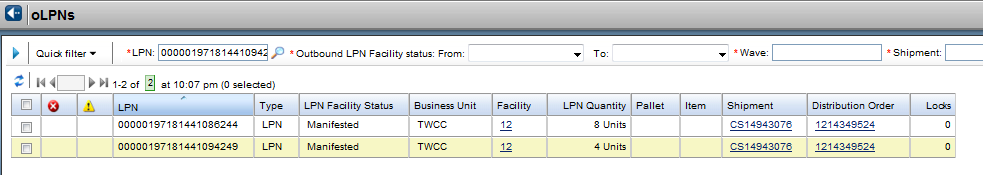 oLPNs
Quick filter *LPN: 000001971814410942 *Outbound LPN Facility status: From: To: *Wave: *Shipment:
1-2 of 2 at 10:07 pm (0 selected)
LPN Type LPN Facility Status Business Unit Facility LPN Quantity Pallet Item Shipment Distribution Order Locks
00000197181441086244 LPN Manifested TWCC 12 8 Units CS14943076 1214349524 0
00000197181441094249 LPN Manifested TWCC 12 4 Units CS14943076 1214349524 0